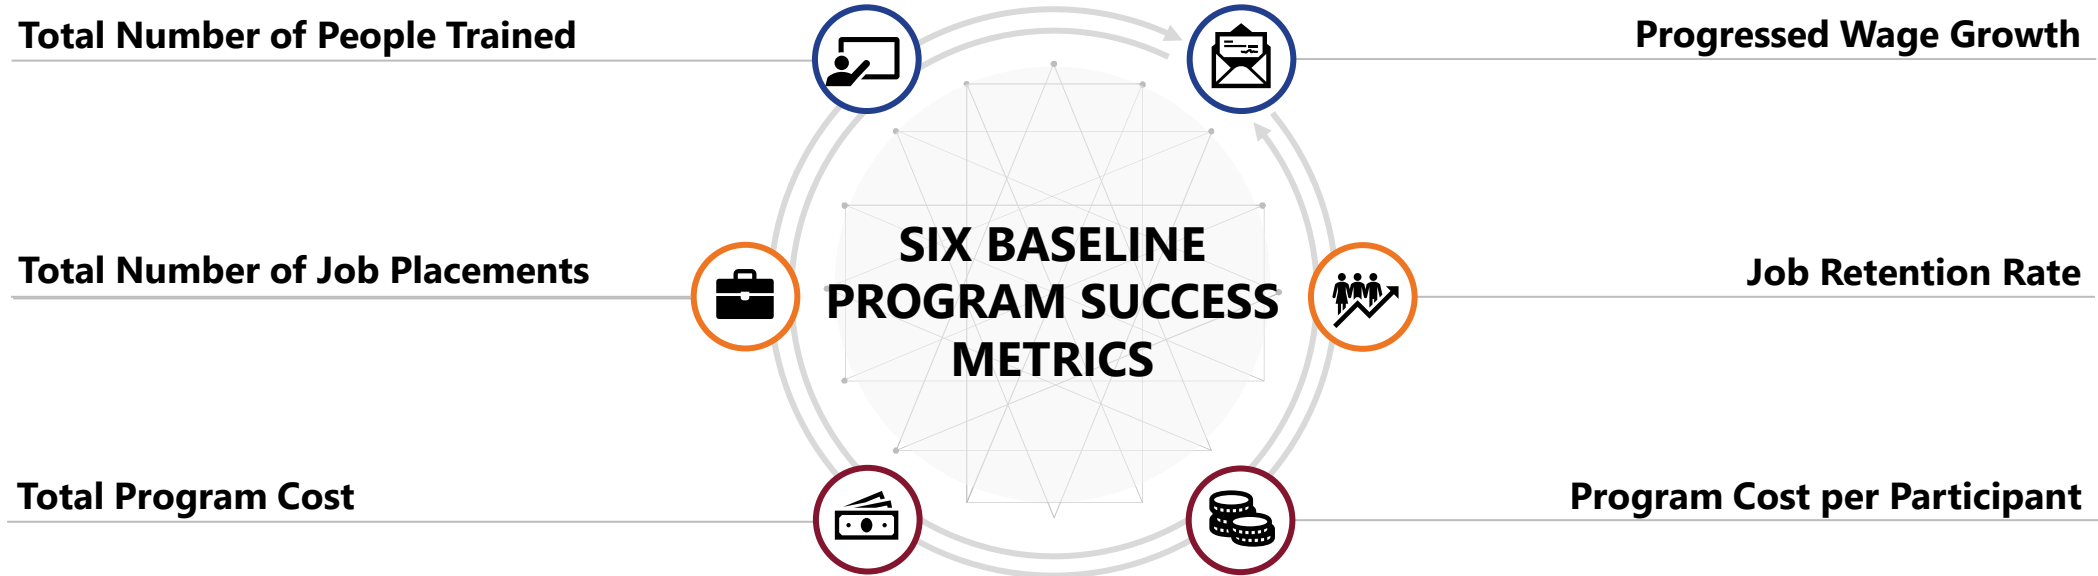 Total Number of People Trained
Progressed Wage Growth
Total Number of Job Placements
SIX BASELINE
PROGRAM SUCCESS
METRICS
Job Retention Rate
Total Program Cost
Program Cost per Participant